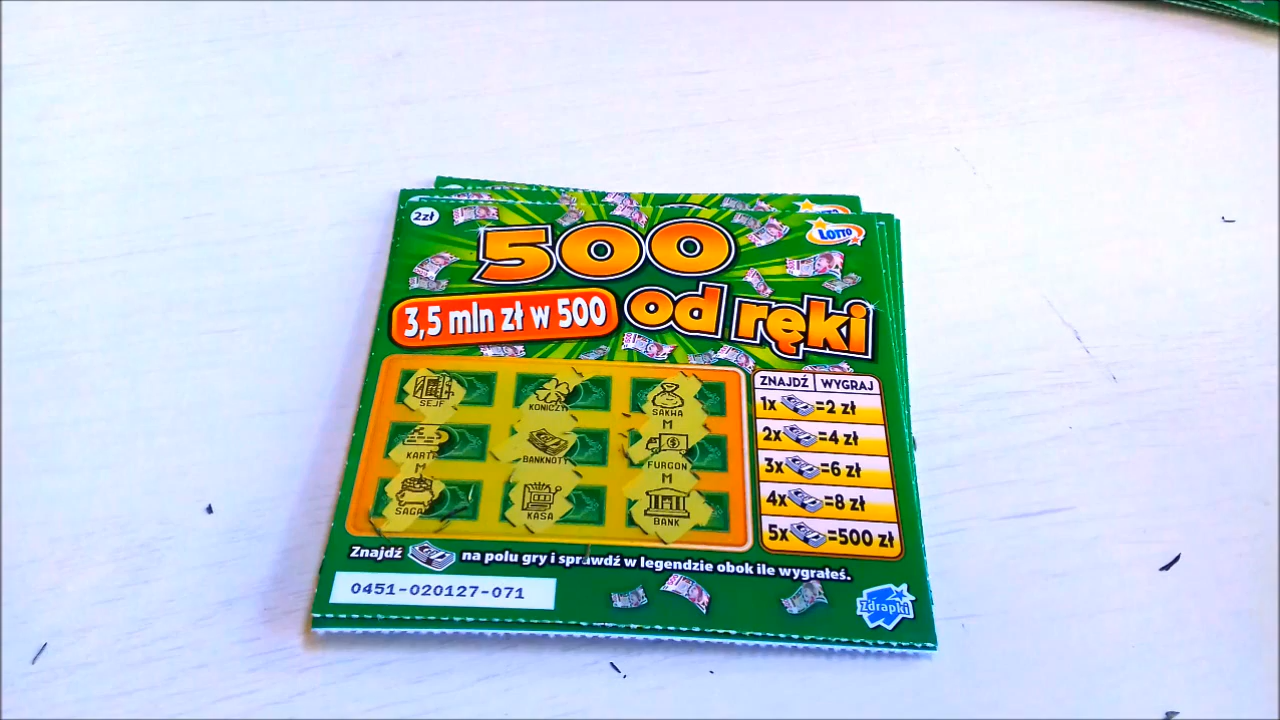 2zł
LOTTO
500
od ręki
3,5 mln zł w 500
SEJF
KONICZY
SAKWA
M
KARTA
BANKNOTY
FURGON
M
M
SAGA
KASA
BANK
ZNAJDŹ WYGRAJ
1x =2 zł
2x =4 zł
3x =6 zł
4x =8 zł
5x =500 zł
Znajdź na polu gry i sprawdź w legendzie obok ile wygrałeś.
0451-020127-071
Zdrapki